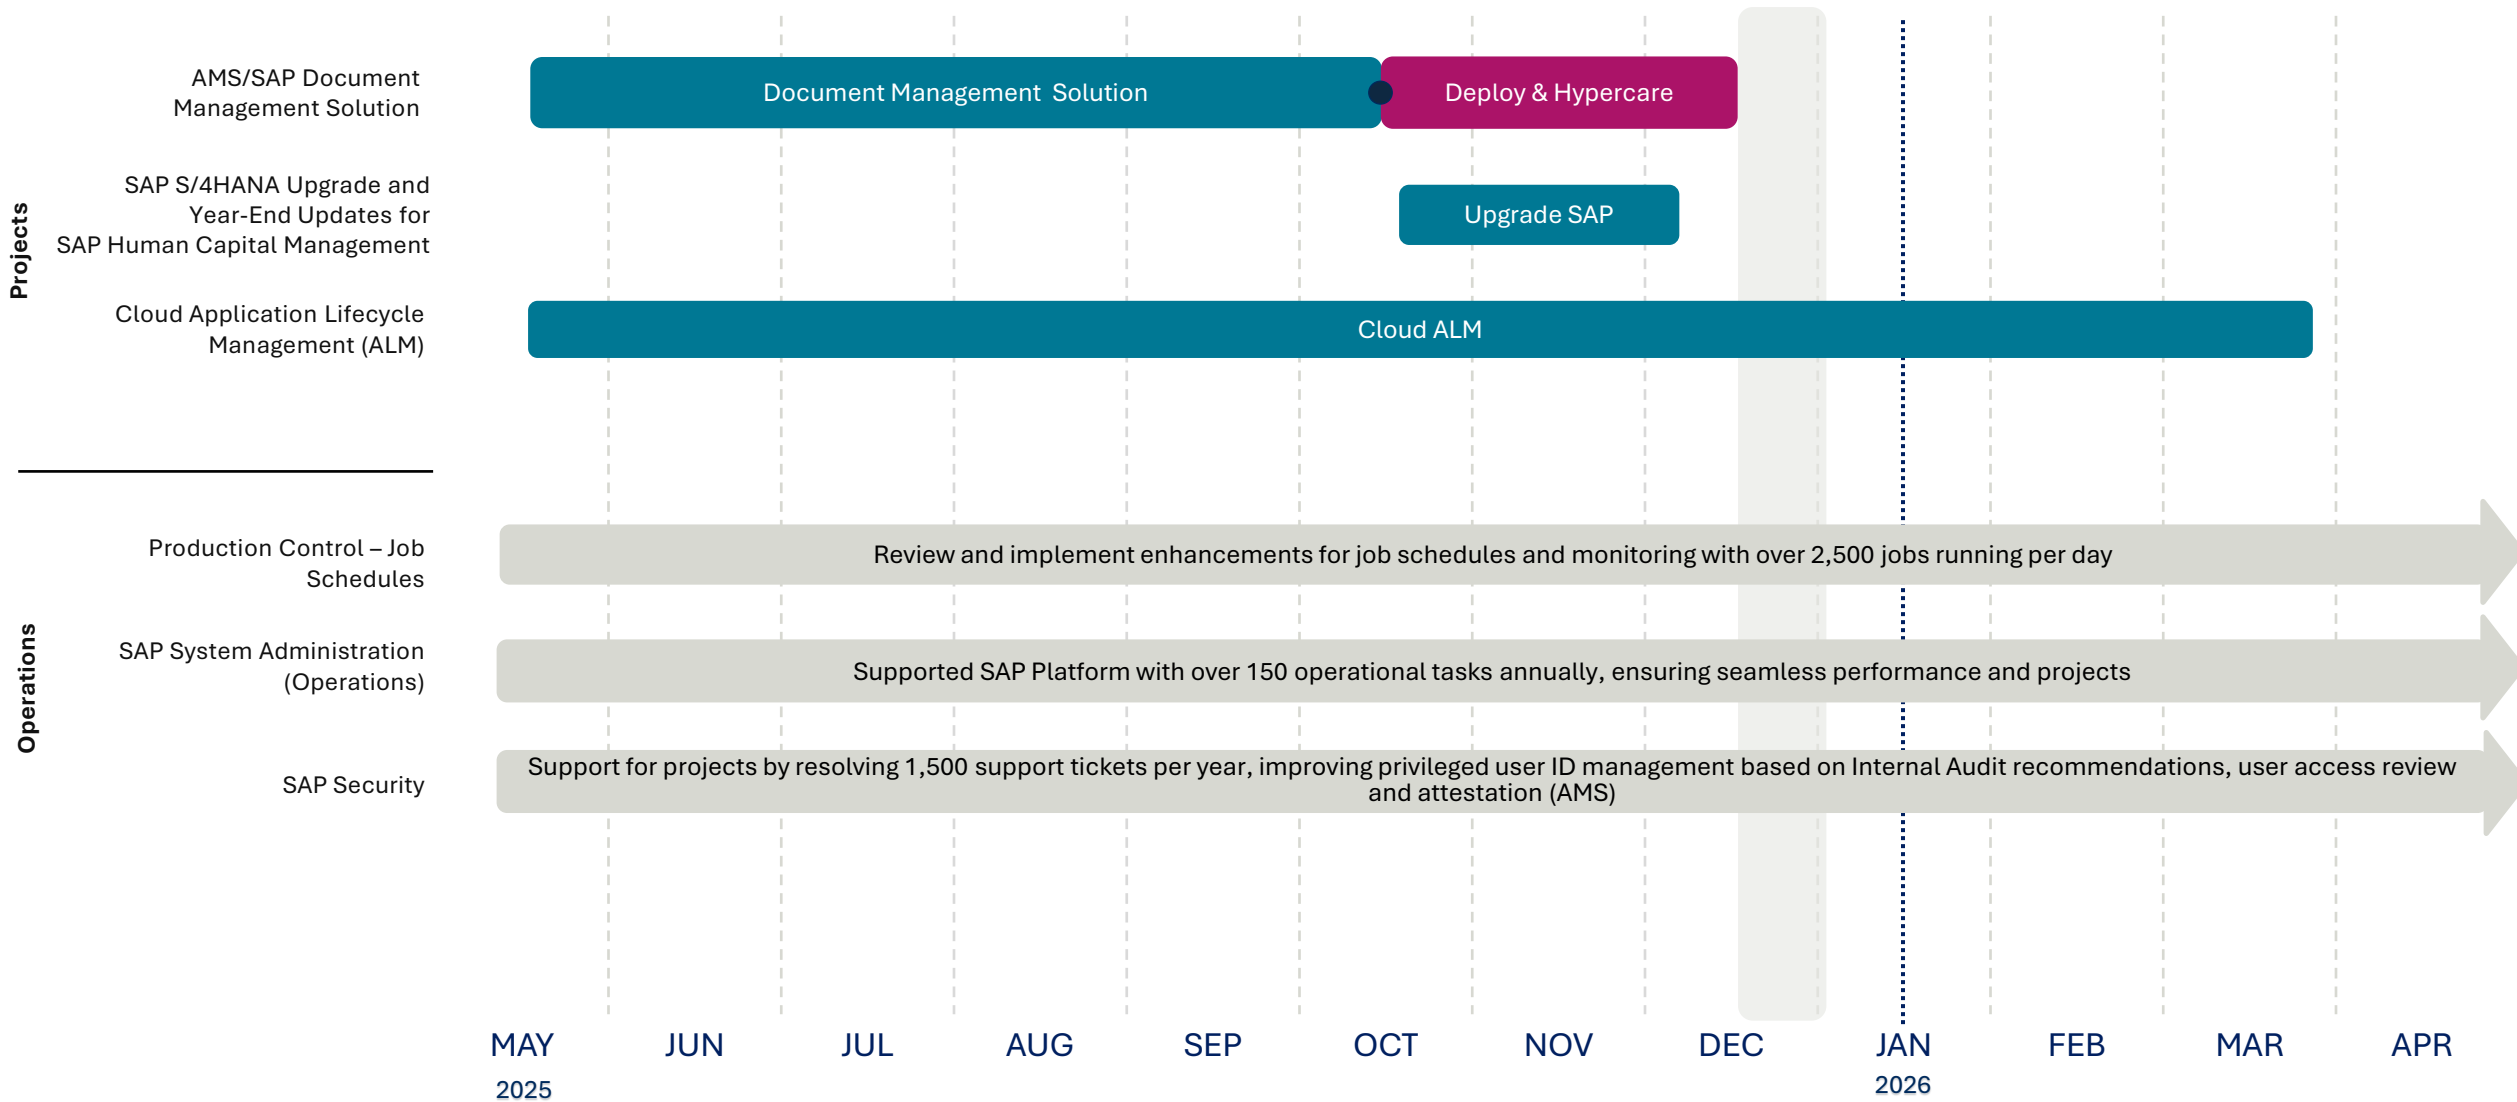 Projects
AMS/SAP Document
Management Solution
Document Management Solution
Deploy & Hypercare
SAP S/4HANA Upgrade and
Year-End Updates for
SAP Human Capital Management
Upgrade SAP
Cloud Application Lifecycle
Management (ALM)
Cloud ALM
Operations
Production Control – Job
Schedules
Review and implement enhancements for job schedules and monitoring with over 2,500 jobs running per day
SAP System Administration
(Operations)
Supported SAP Platform with over 150 operational tasks annually, ensuring seamless performance and projects
SAP Security
Support for projects by resolving 1,500 support tickets per year, improving privileged user ID management based on Internal Audit recommendations, user access review
and attestation (AMS)
MAY JUN JUL AUG SEP OCT NOV DEC JAN FEB MAR APR
2025 2026